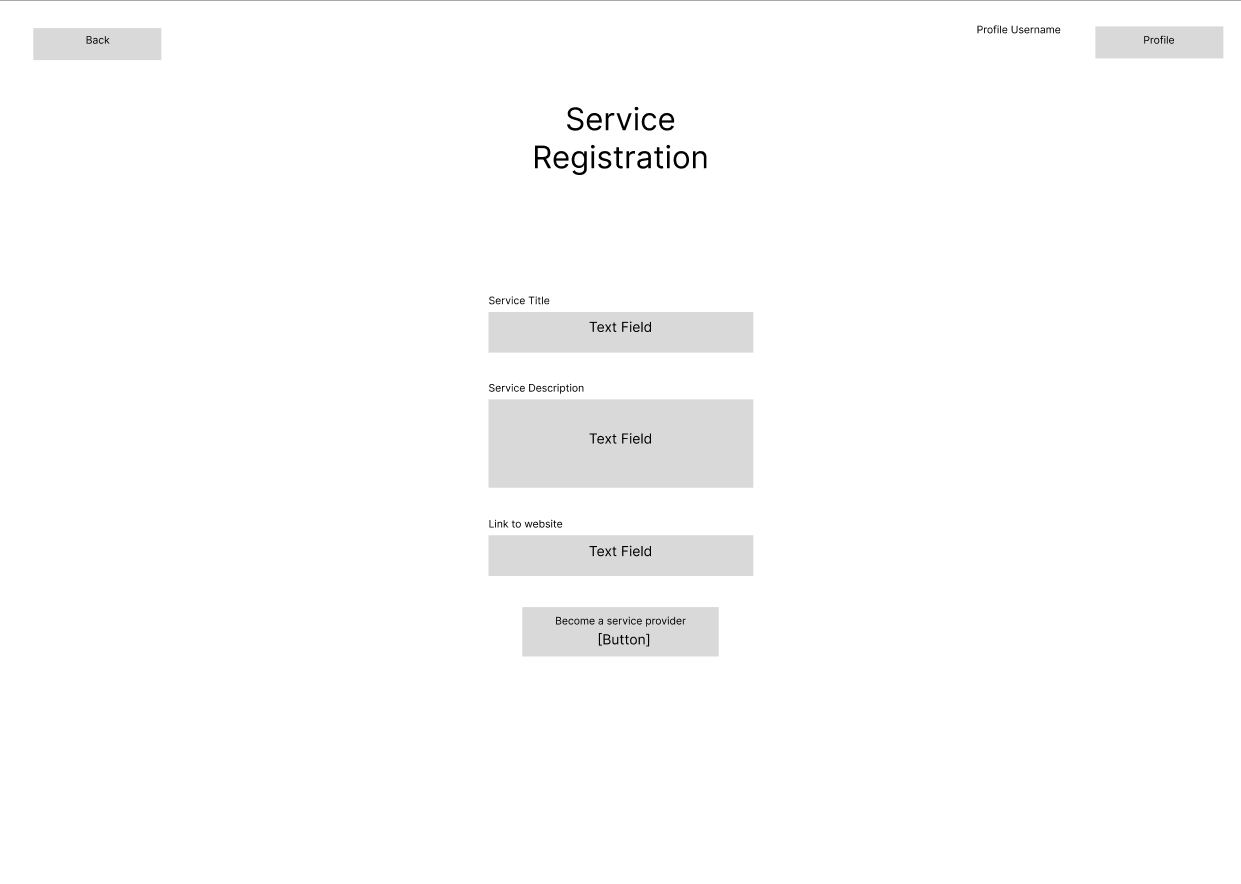 Back
Profile Username
Profile
Service
Registration
Service Title
Text Field
Service Description
Text Field
Link to website
Text Field
Become a service provider
[Button]